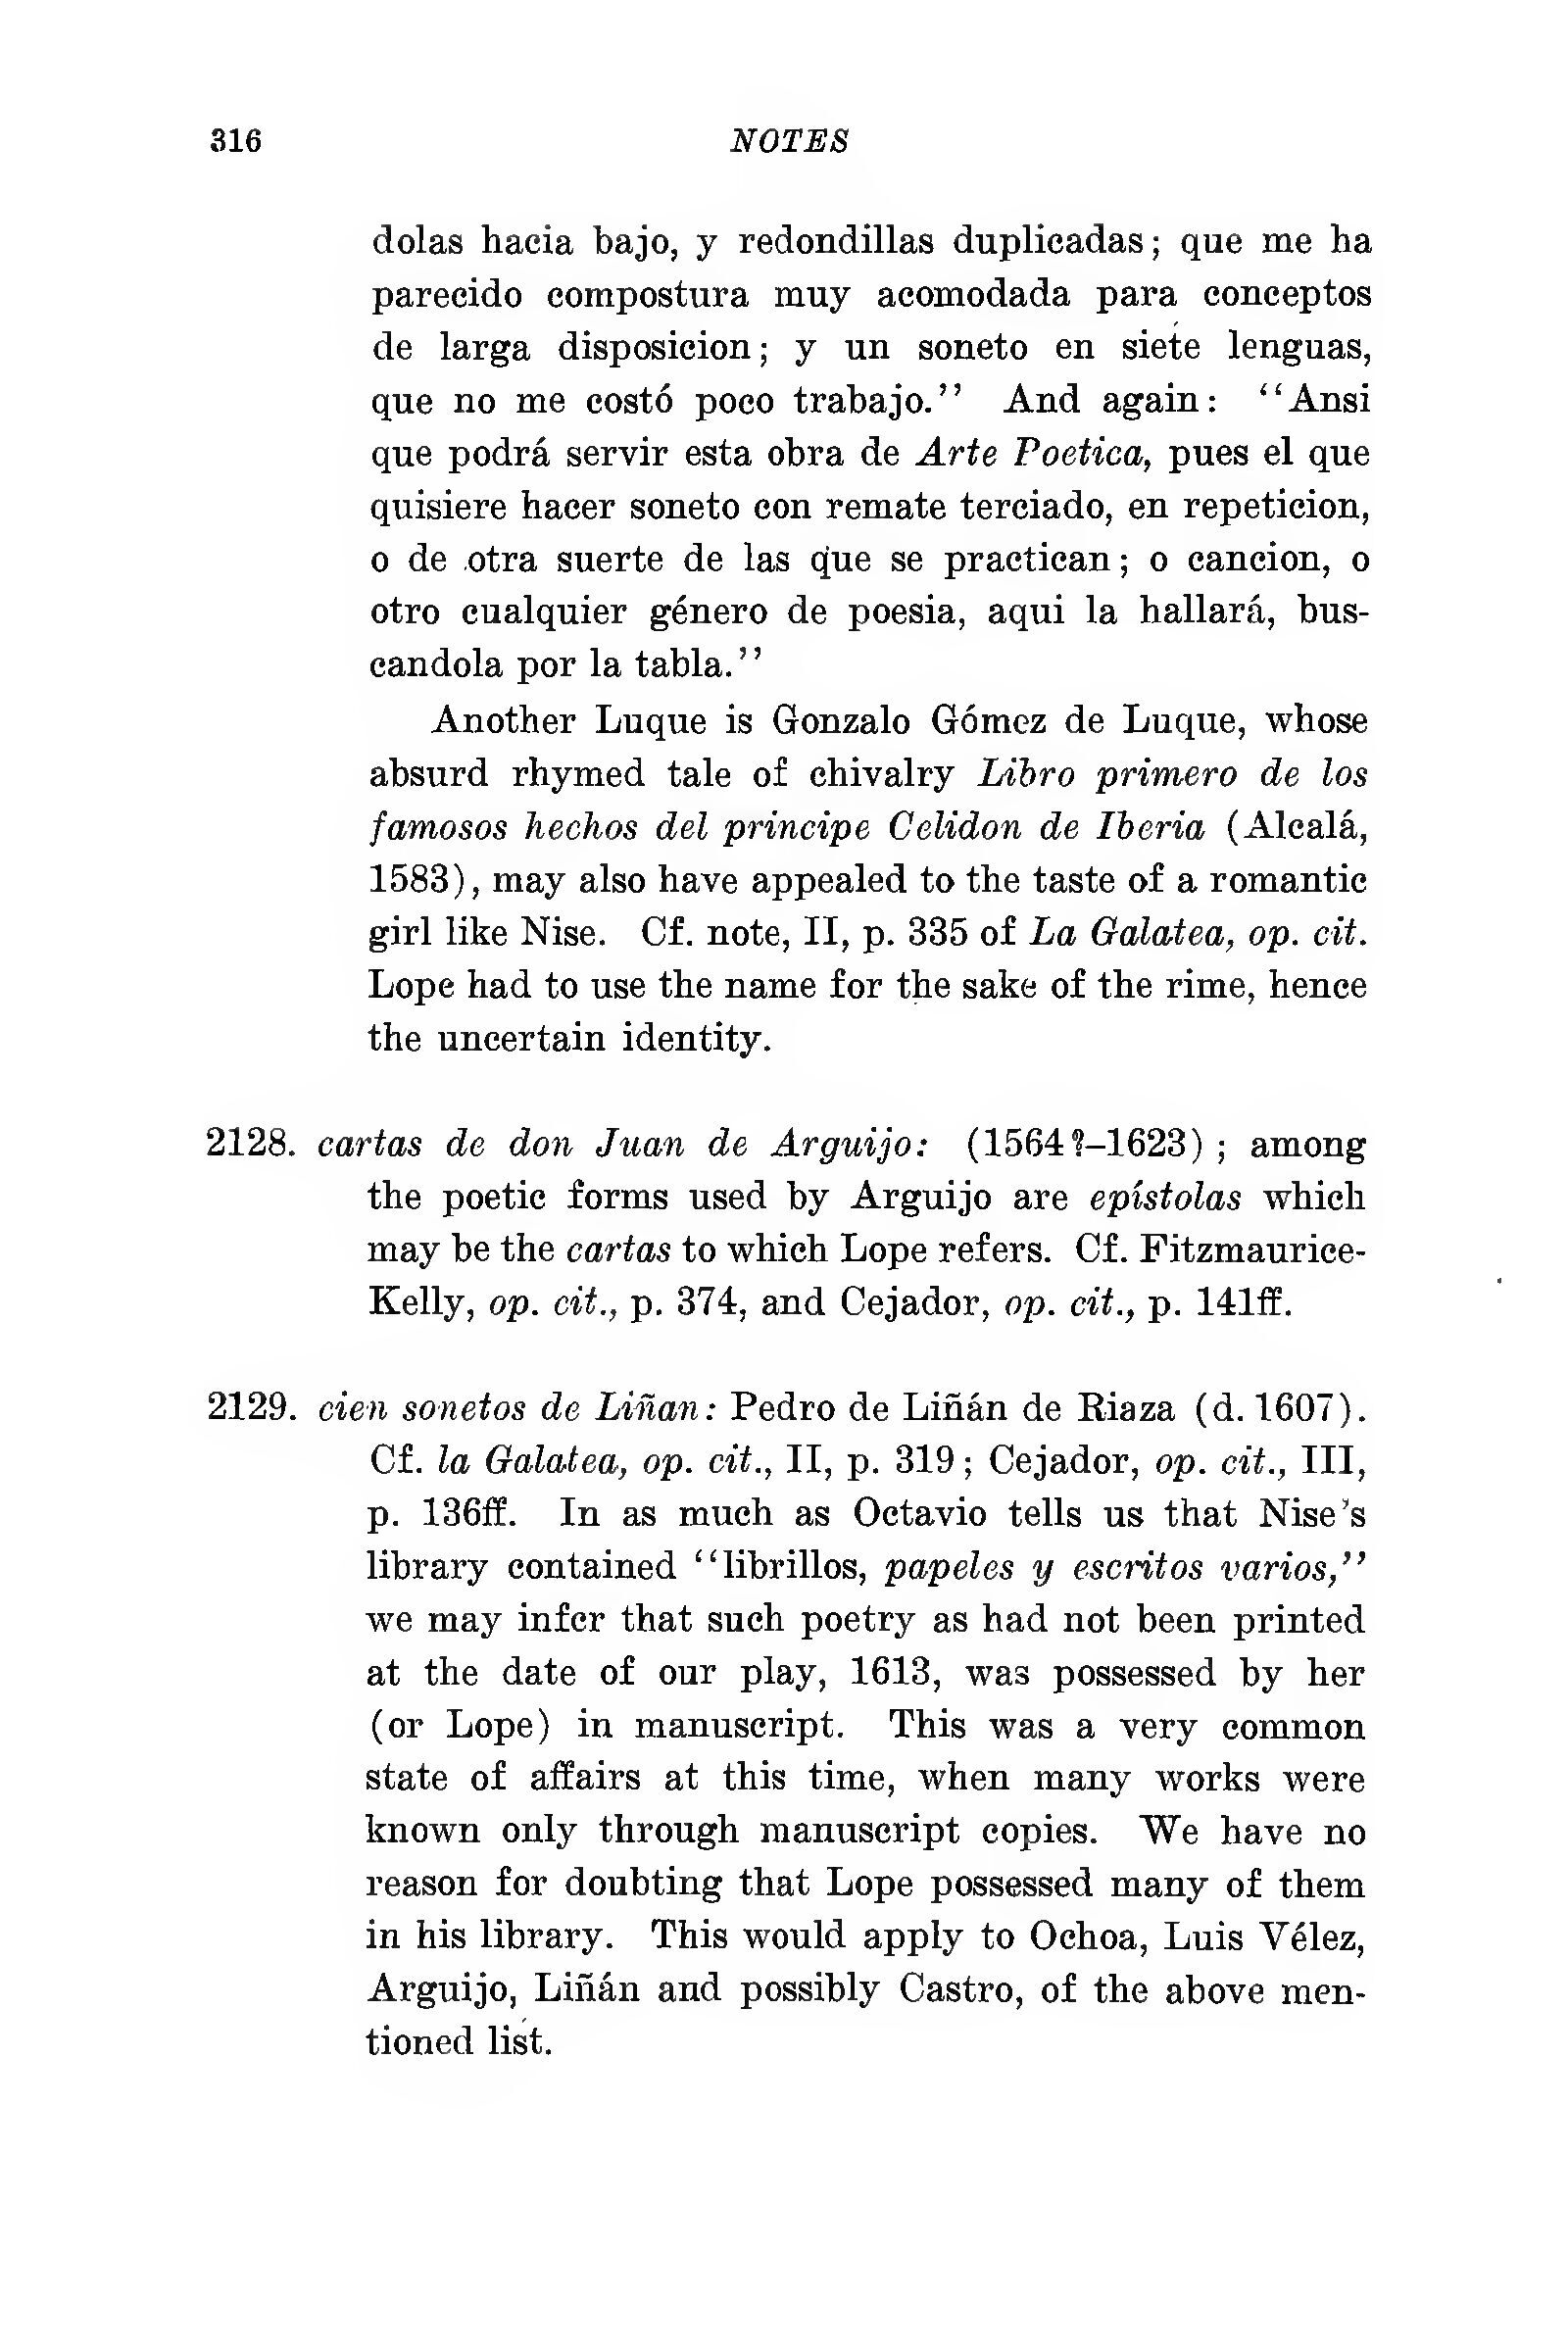 316 NOTES
dolas hacia bajo, y redondillas duplicadas; que me ha
parecido compostura muy acomodada para conceptos
de larga disposicion; y un soneto en siete lenguas,
que no me costó poco trabajo.'' And again: ``Ansi
que podrá servir esta obra de Arte Poetica, pues el que
quisiere hacer soneto con remate terciado, en repeticion,
o de otra suerte de las que se practican; o cancion, o
otro cualquier género de poesia, aqui la hallará, bus-
candola por la tabla.''
Another Luque is Gonzalo Gómez de Luque, whose
absurd rhymed tale of chivalry Libro primero de los
famosos hechos del principe Celidon de Iberia (Alcalá,
1583), may also have appealed to the taste of a romantic
girl like Nise. Cf. note, II, p. 335 of La Galatea, op. cit.
Lope had to use the name for the sake of the rime, hence
the uncertain identity.
2128. cartas de don Juan de Arguijo: (1564?–1623); among
the poetic forms used by Arguijo are epístolas which
may be the cartas to which Lope refers. Cf. Fitzmaurice-
Kelly, op. cit., p. 374, and Cejador, op. cit., p. 141ff.
2129. cien sonetos de Liñan: Pedro de Liñán de Riaza (d. 1607).
Cf. la Galatea, op. cit., II, p. 319; Cejador, op. cit., III,
p. 136ff. In as much as Octavio tells us that Nise's
library contained ``librillos, papeles y escritos varios,''
we may infer that such poetry as had not been printed
at the date of our play, 1613, was possessed by her
(or Lope) in manuscript. This was a very common
state of affairs at this time, when many works were
known only through manuscript copies. We have no
reason for doubting that Lope possessed many of them
in his library. This would apply to Ochoa, Luis Vélez,
Arguijo, Liñán and possibly Castro, of the above men-
tioned list.